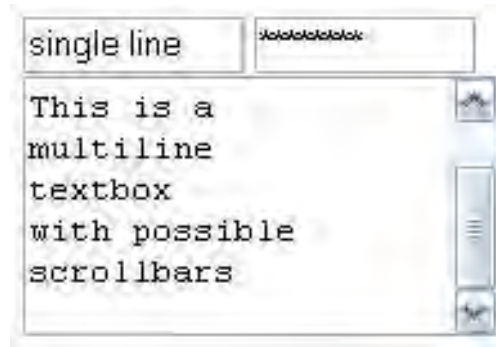 single line
**********
This is a
multiline
textbox
with possible
scrollbars